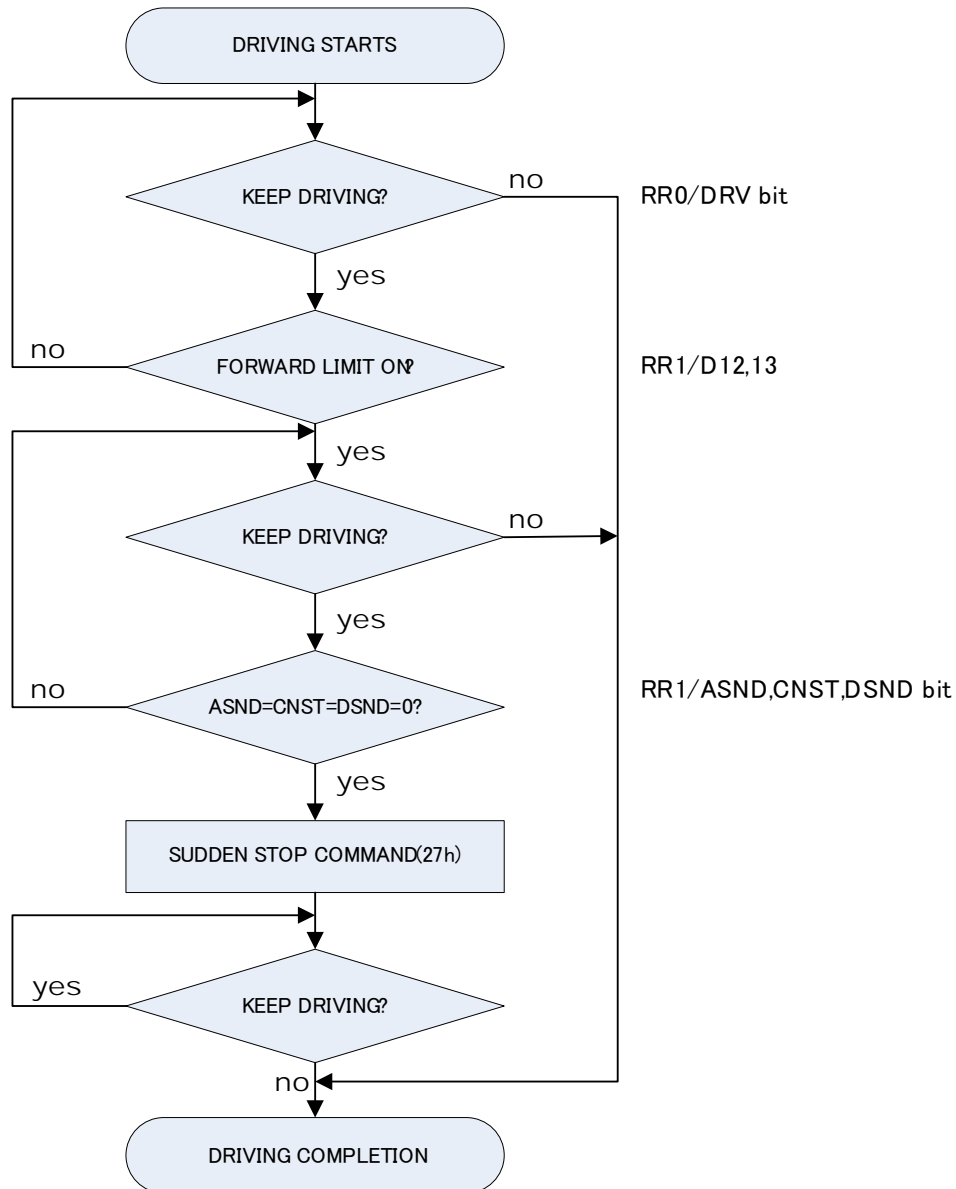 DRIVING STARTS
KEEP DRIVING?
no
RR0/DRV bit
yes
FORWARD LIMIT ON?
no
RR1/D12,13
yes
KEEP DRIVING?
no
yes
ASND=CNST=DSND=0?
no
RR1/ASND,CNST,DSND bit
yes
SUDDEN STOP COMMAND(27h)
KEEP DRIVING?
yes
no
DRIVING COMPLETION